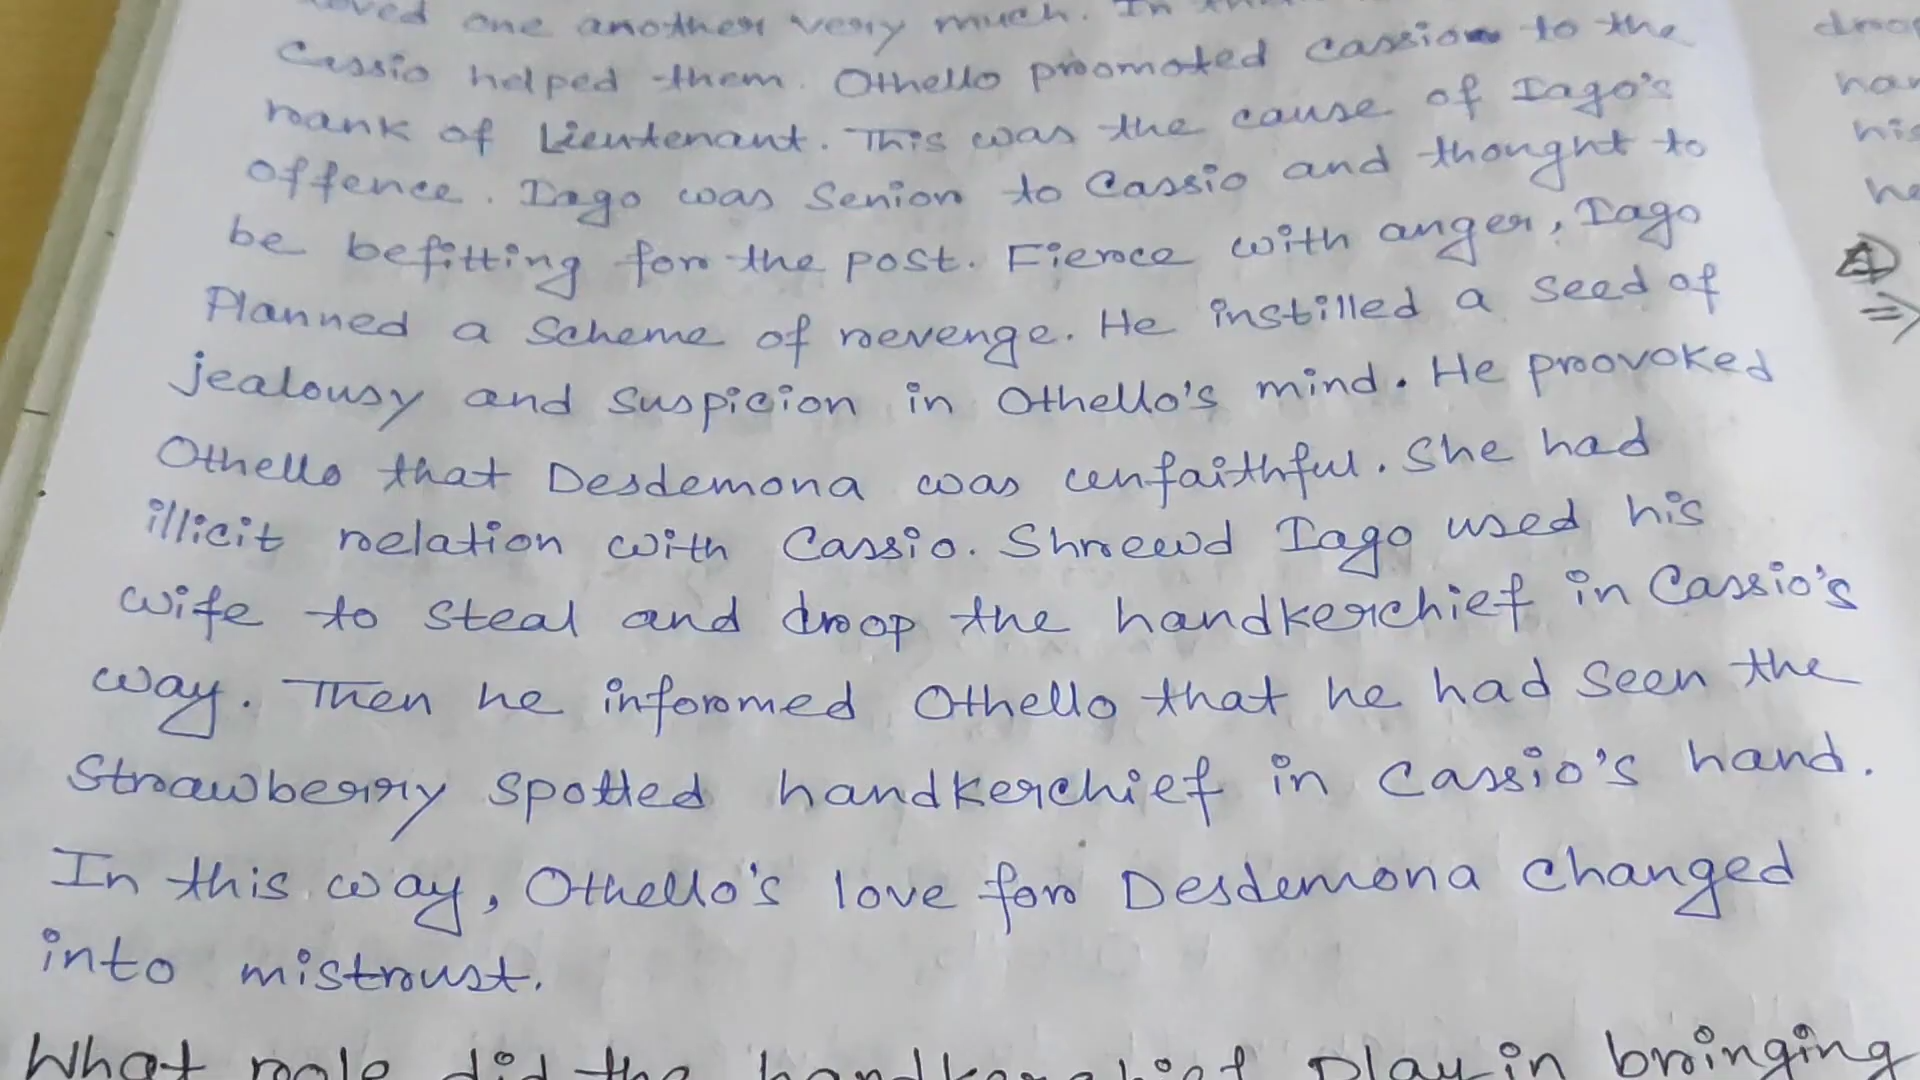 loved one another very much. In
Cassio helped them. Othello promoted Cassio to the
rank of Lieutenant. This was the cause of Iago's
offence. Iago was Senior to Cassio and thought to
be befitting for the post. Fierce with anger, Iago
Planned a Scheme of revenge. He instilled a seed of
jealousy and suspicion in Othello's mind. He provoked
Othello that Desdemona was unfaithful. She had
illicit relation with Cassio. Shrewd Iago used his
wife to steal and drop the handkerchief in Cassio's
way. Then he informed Othello that he had seen the
Strawberry spotted handkerchief in Cassio's hand.
In this way, Othello's love for Desdemona changed
into mistrust.
What role did the handkerchief play in bringing